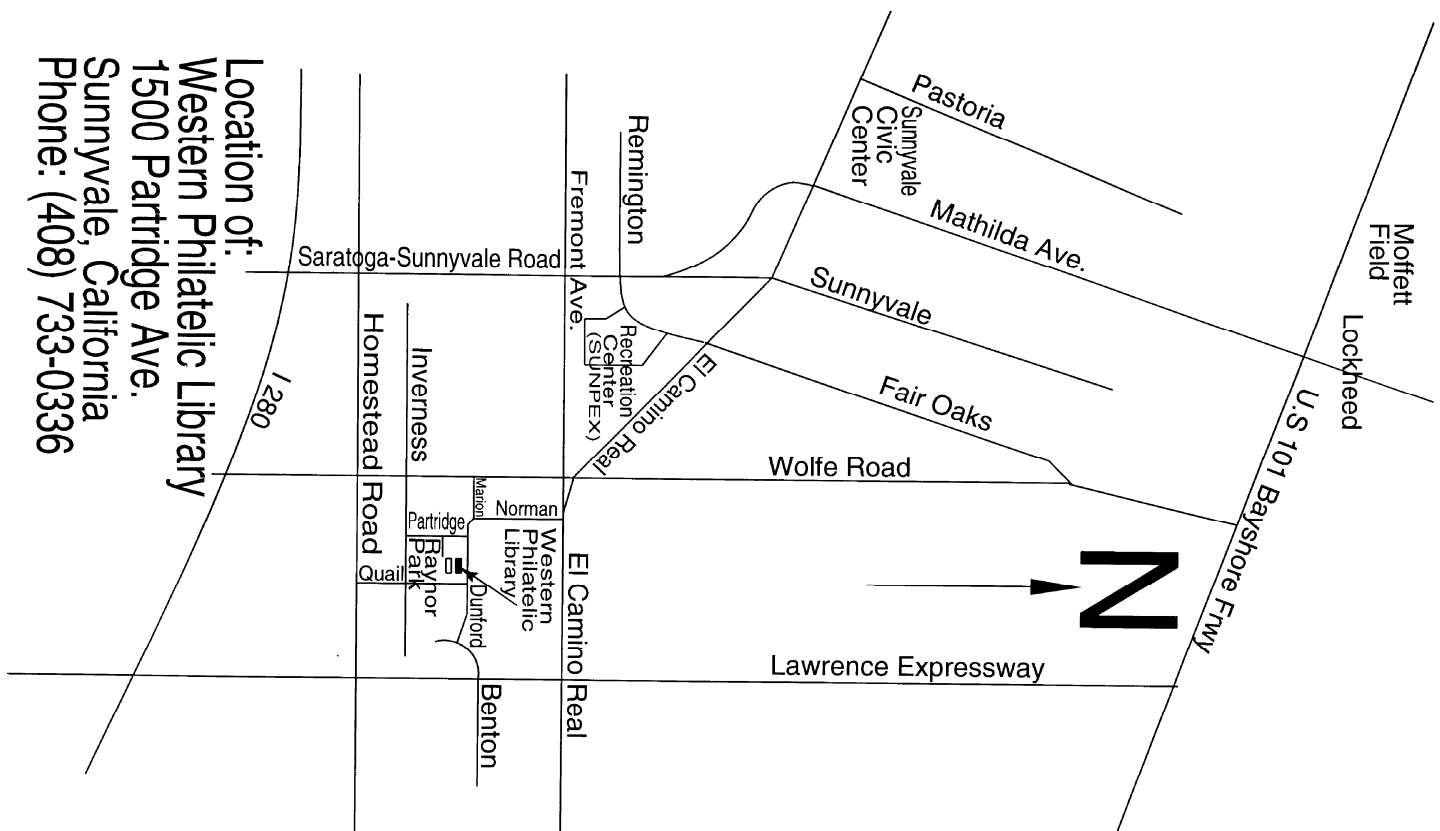 Location of:
Western Philatelic Library
1500 Partridge Ave.
Sunnyvale, California
Phone: (408) 733-0336
Pastoria
Sunnyvale
Civic
Center
Mathilda Ave.
Moffett
Field
Lockheed
Remington
Fremont Ave.
Saratoga-Sunnyvale Road
Sunnyvale
Recreation
Center
(SUNPEX)
El Camino Real
Fair Oaks
U.S 101 Bayshore Frwy
I 280
Homestead Road
Inverness
Wolfe Road
Marion
Norman
Partridge
Raynor
Park
Quail
Dunford
Western
Philatelic
Library
El Camino Real
N
Lawrence Expressway
Benton